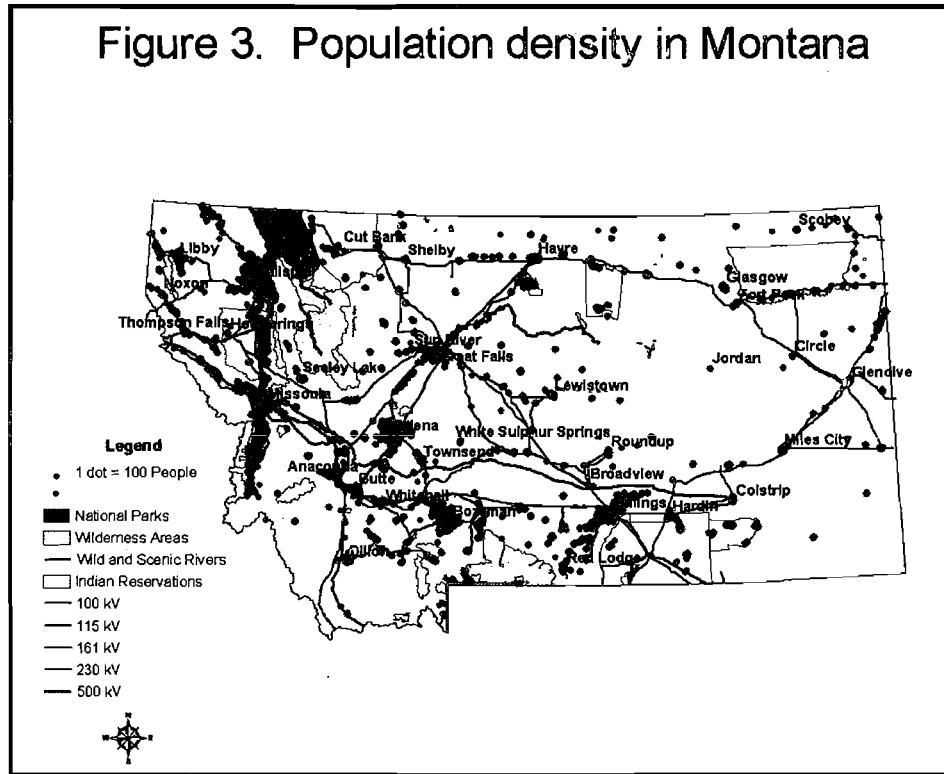 Figure 3. Population density in Montana
Scobey
Cut Bank
Shelby
Havre
Libby
Glasgow
Noxon
Thompson Falls
Sun River
Circle
Jordan
Seeley Lake
Glendive
Lewistown
Missoula
White Sulphur Springs
Roundup
Miles City
Townsend
Anaconda
Broadview
Butte
Colstrip
Whitehall
Bozeman
Hardin
Dillon
Red Lodge
Legend
1 dot = 100 People
National Parks
Wilderness Areas
Wild and Scenic Rivers
Indian Reservations
100 kV
115 kV
161 kV
230 kV
500 kV
N
W E
S